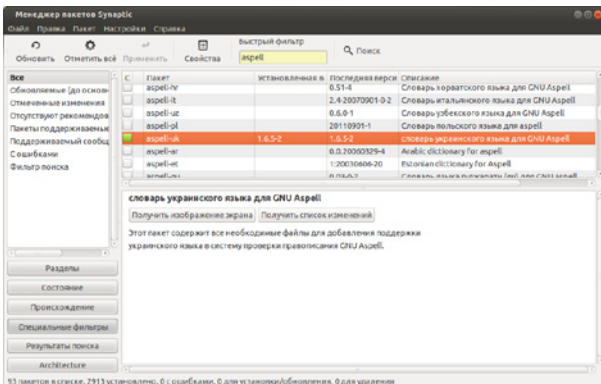 Менеджер пакетов Synaptic
Файл Правка Пакет Настройки Справка
Быстрый фильтр
Обновить Отметить всё Применить Свойства aspell Поиск
Все
Обновляемые (до основн
Отмеченные изменения
Отсутствуют рекомендов
Пакеты поддерживаемые
Поддерживаемый сообщ
С ошибками
Фильтр поиска
С Пакет Установленная в Последняя верси Описание
aspell-hr 0.51-4 Словарь хорватского языка для GNU Aspell
aspell-it 2.4-20070901-0-2 Словарь итальянского языка для GNU Aspell
aspell-uz 0.6.0-1 Словарь узбекского языка для GNU Aspell
aspell-pl 20110901-1 Словарь польского языка для aspell
aspell-uk 1.6.5-2 1.6.5-2 словарь украинского языка для GNU Aspell
aspell-ar 0.0.20060329-4 Arabic dictionary for aspell
aspell-et 1:20030606-20 Estonian dictionary for Aspell
словарь украинского языка для GNU Aspell
Получить изображение экрана Получить список изменений
Этот пакет содержит все необходимые файлы для добавления поддержки
украинского языка в систему проверки правописания GNU Aspell.
Разделы
Состояние
Происхождение
Специальные фильтры
Результаты поиска
Architecture
93 пакетов в списке, 2913 установлено, 0 с ошибками, 0 для установки/обновления, 0 для удаления